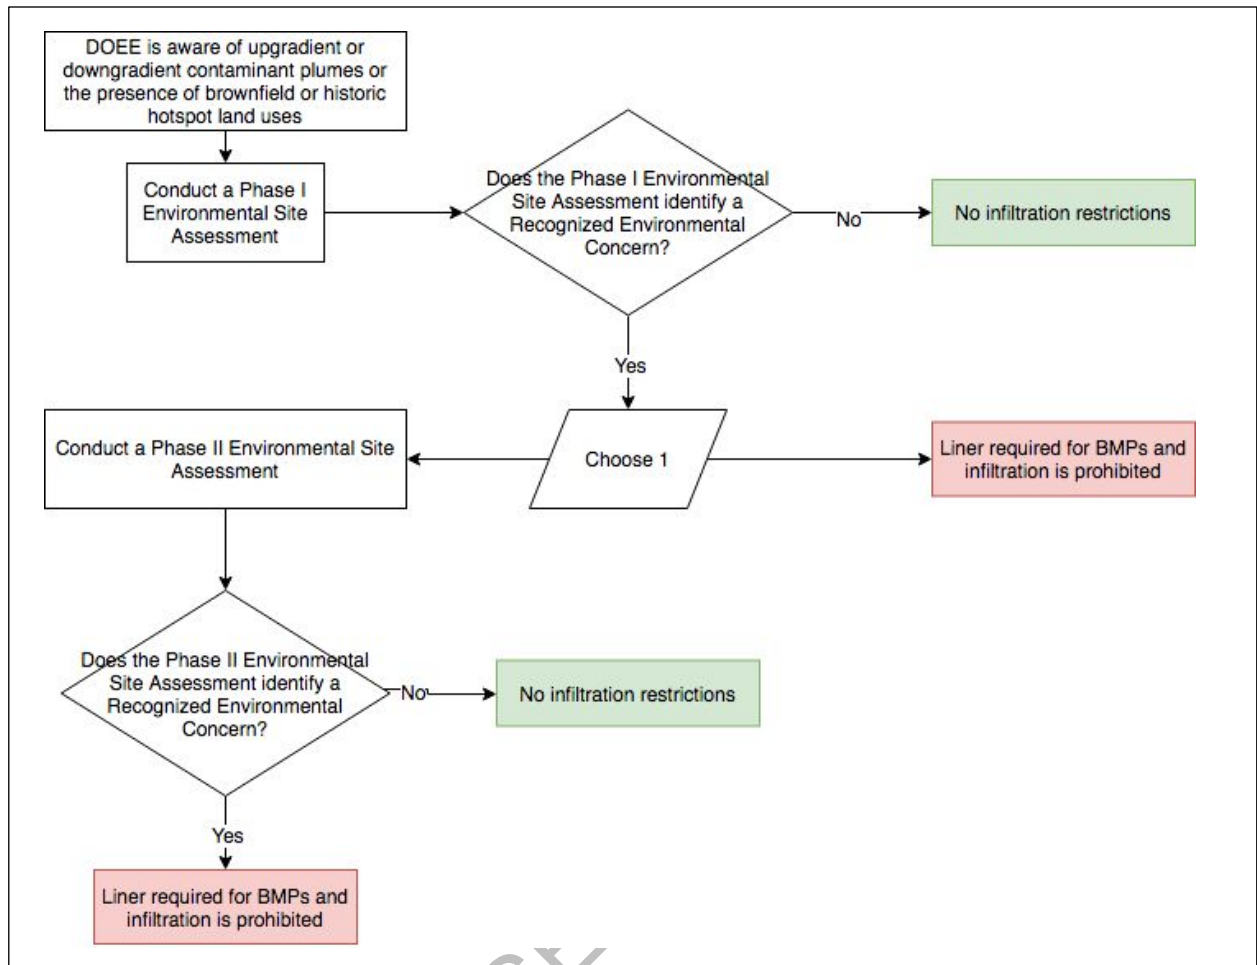 DOEE is aware of upgradient or
downgradient contaminant plumes or
the presence of brownfield or historic
hotspot land uses
Conduct a Phase I
Environmental Site
Assessment
Does the Phase I Environmental
Site Assessment identify a
Recognized Environmental
Concern?
No
No infiltration restrictions
Yes
Choose 1
Conduct a Phase II Environmental Site
Assessment
Liner required for BMPs and
infiltration is prohibited
Does the Phase II Environmental
Site Assessment identify a
Recognized Environmental
Concern?
No
No infiltration restrictions
Yes
Liner required for BMPs and
infiltration is prohibited